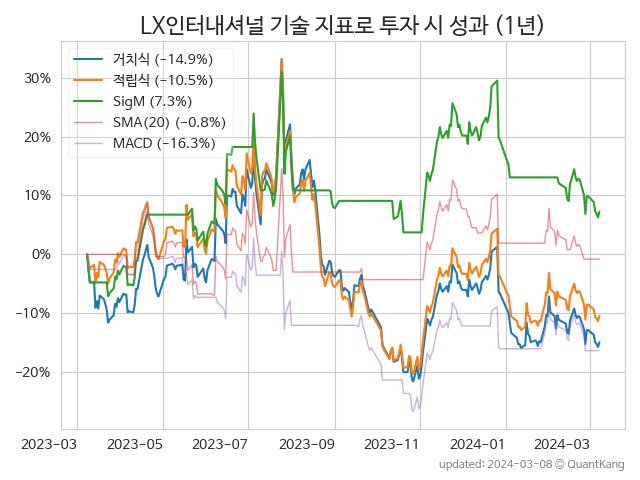 LX인터내셔널 기술 지표로 투자 시 성과 (1년)
거치식 (−14.9%)
적립식 (−10.5%)
SigM (7.3%)
SMA(20) (−0.8%)
MACD (−16.3%)
30%
20%
10%
0%
−10%
−20%
2023−03 2023−05 2023−07 2023−09 2023−11 2024−01 2024−03
updated: 2024−03−08 © QuantKang